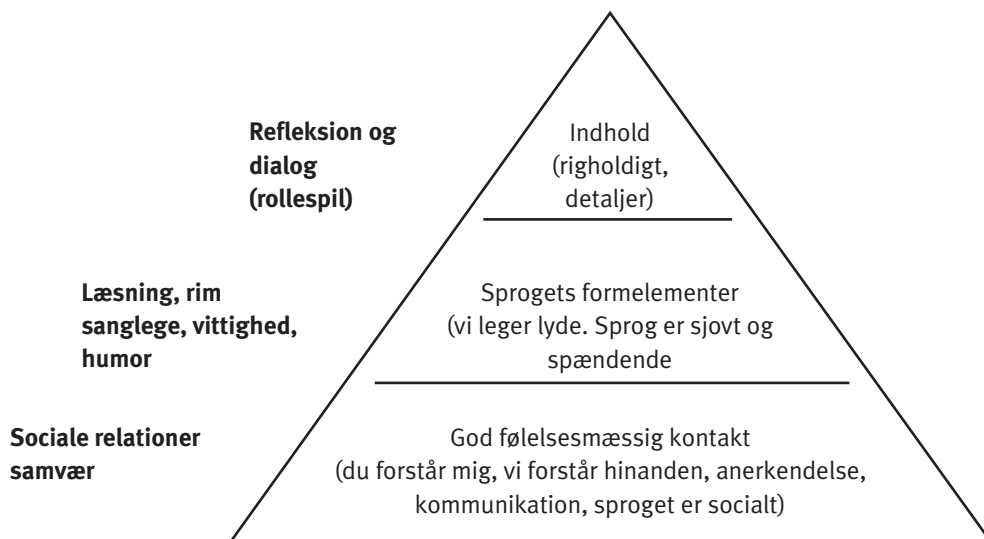 Refleksion og
dialog
(rollespil)
Indhold
(righoldigt,
detaljer)
Læsning, rim
sanglege, vittighed,
humor
Sprogets formelementer
(vi leger lyde. Sprog er sjovt og
spændende
Sociale relationer
samvær
God følelsesmæssig kontakt
(du forstår mig, vi forstår hinanden, anerkendelse,
kommunikation, sproget er socialt)